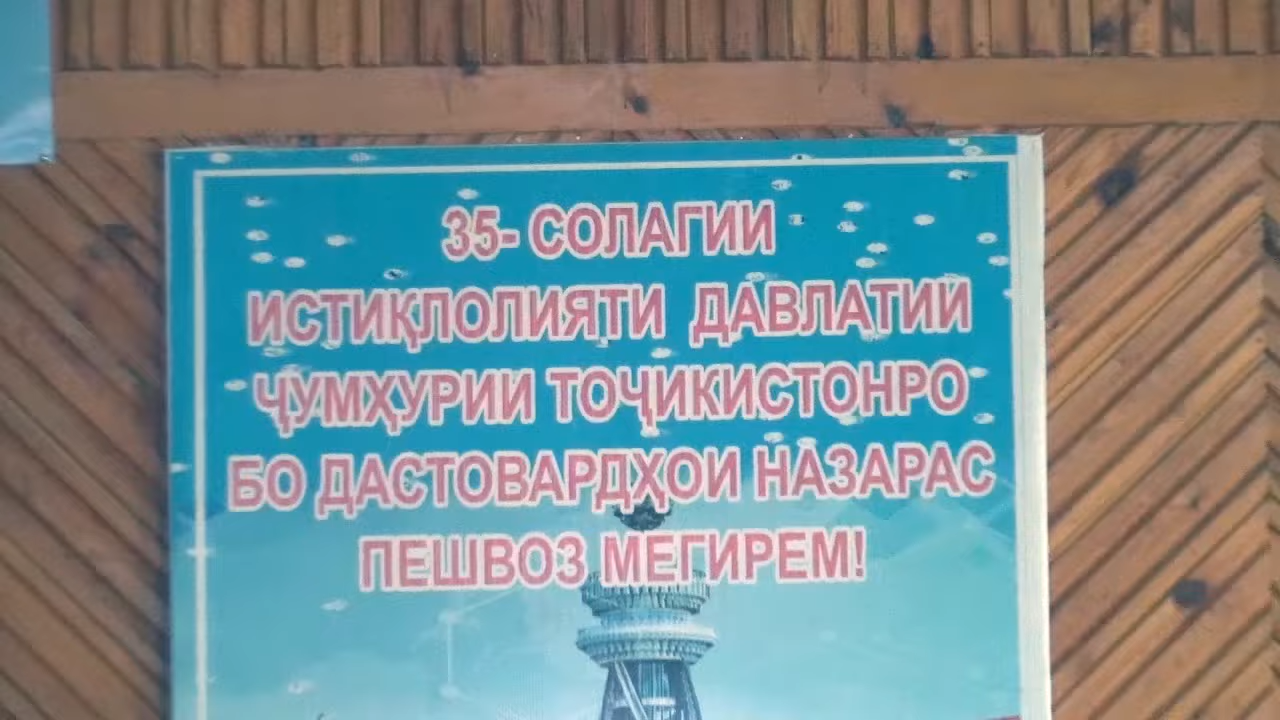 35- СОЛАГИИ
ИСТИҚЛОЛИЯТИ ДАВЛАТИИ
ҶУМҲУРИИ ТОҶИКИСТОНРО
БО ДАСТОВАРДҲОИ НАЗАРАС
ПЕШВОЗ МЕГИРЕМ!